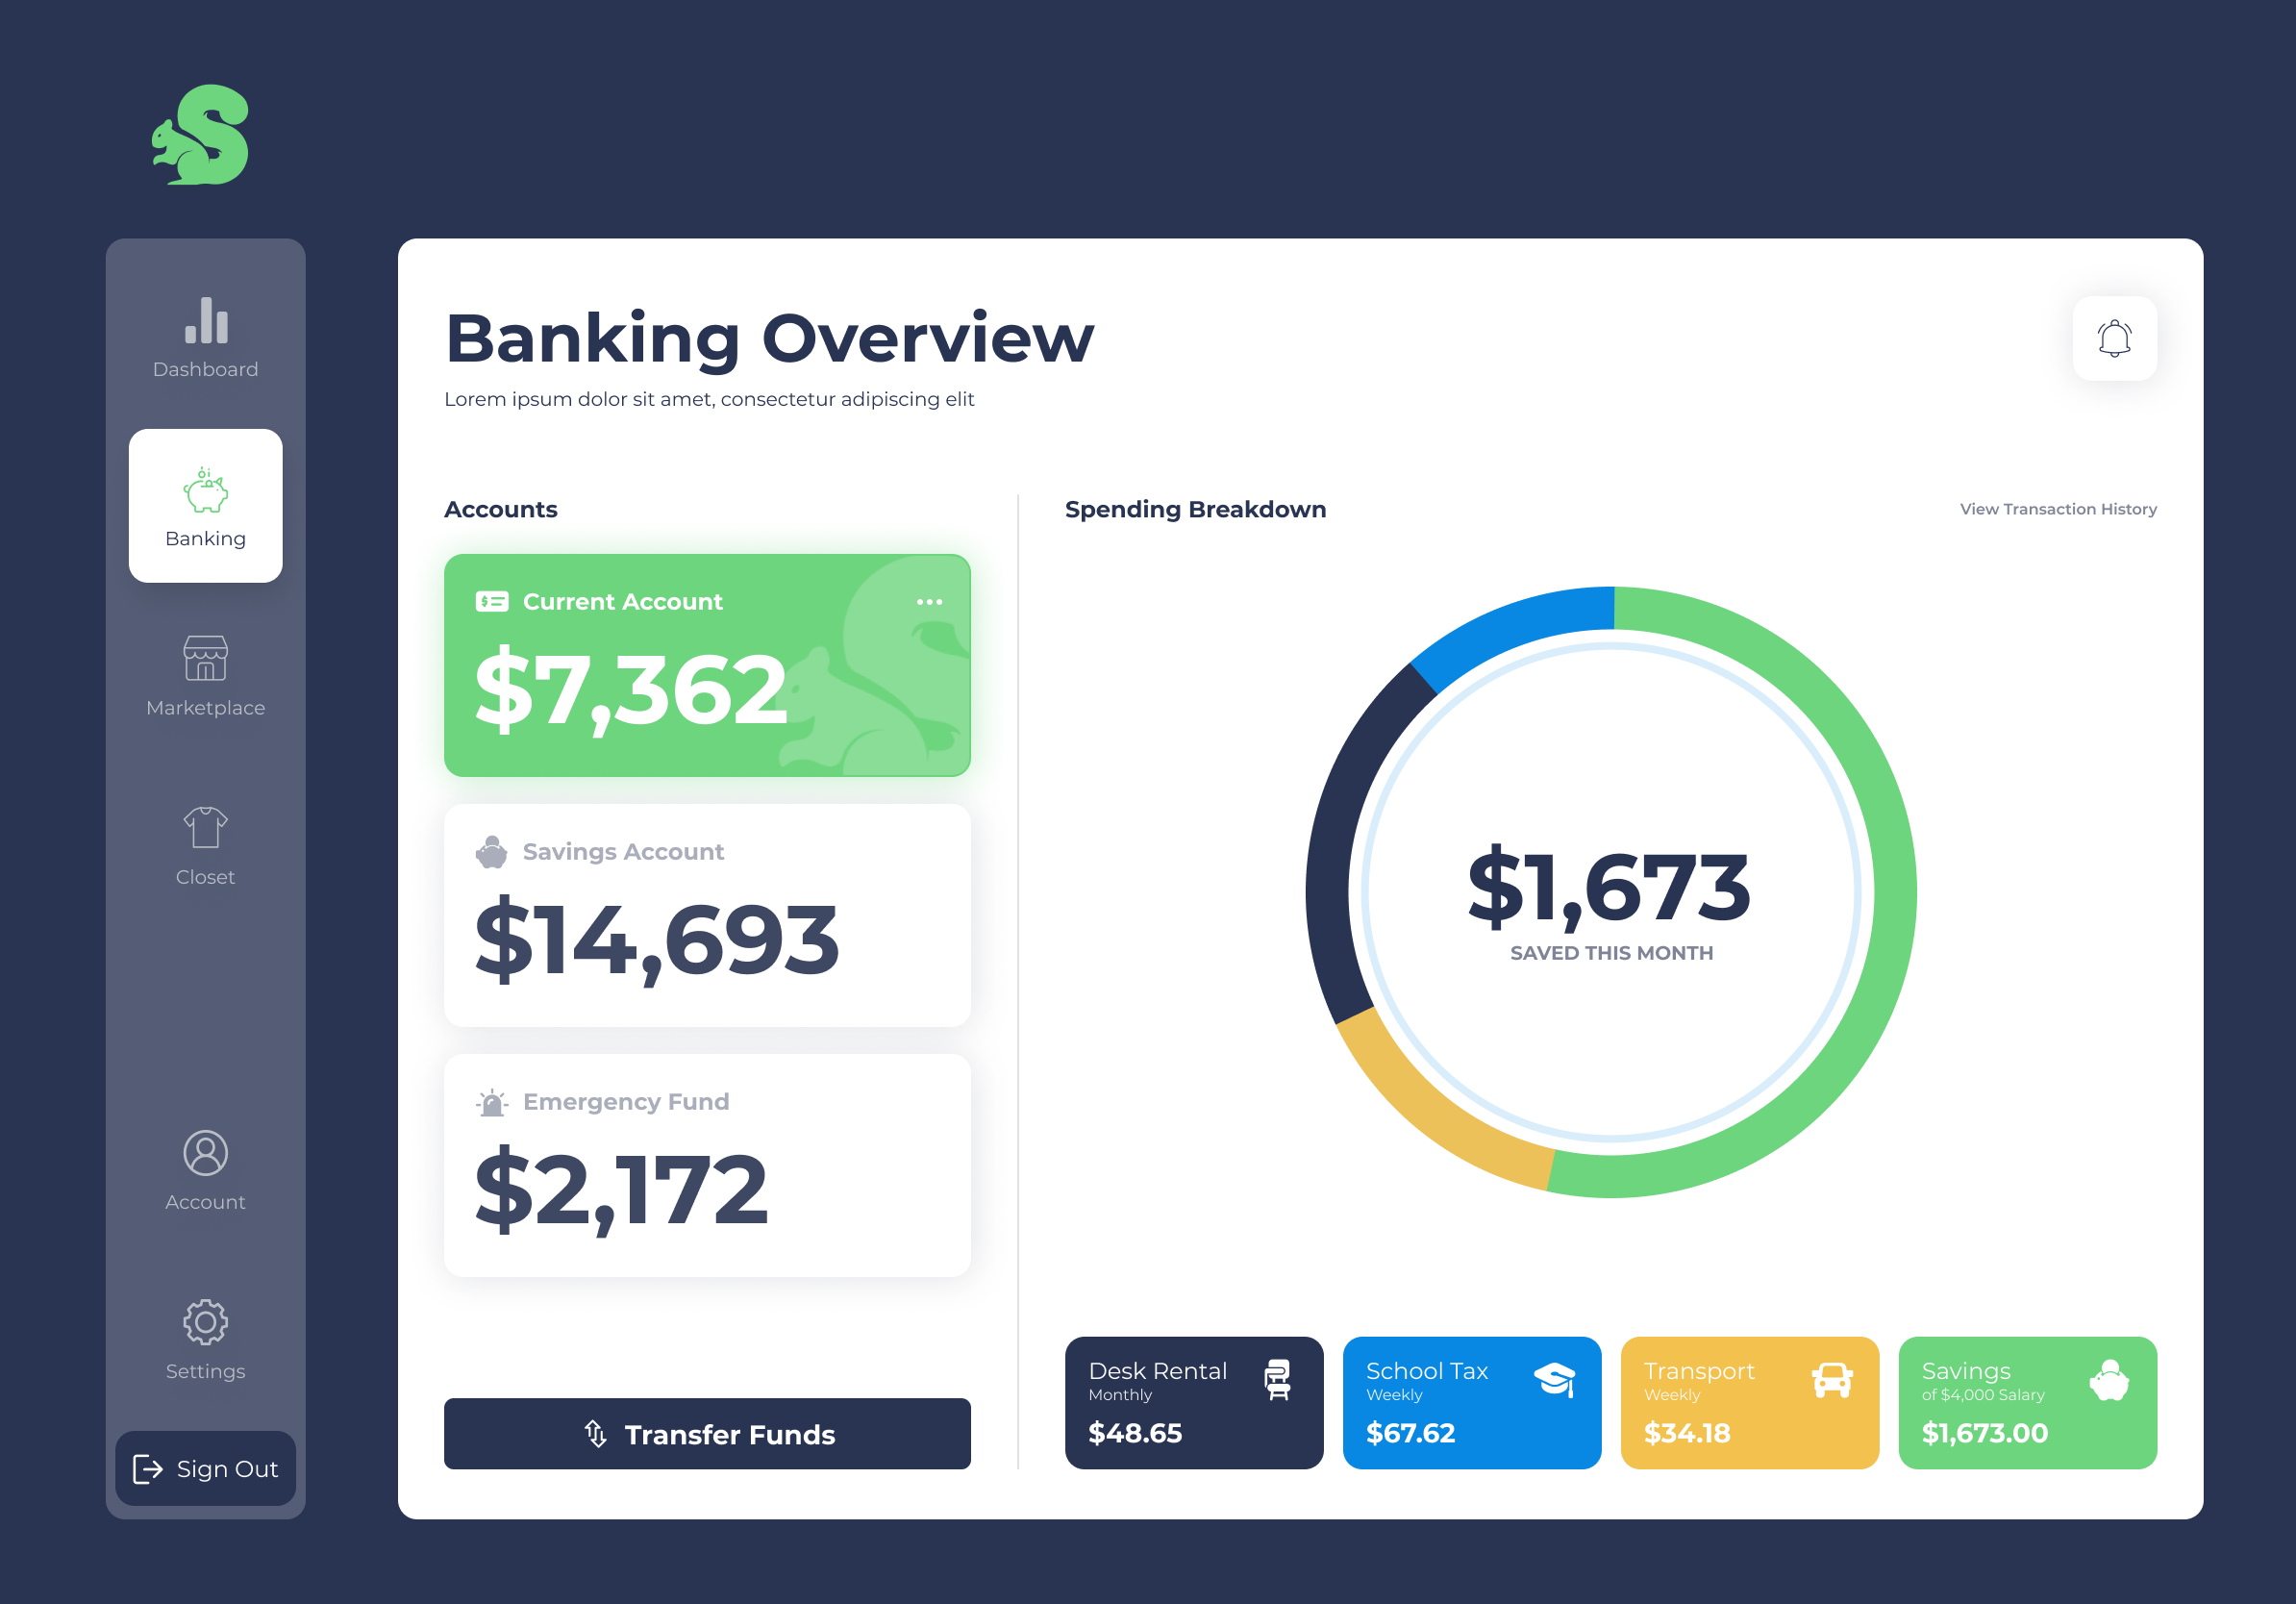 S
Dashboard
Banking
Marketplace
Closet
Account
Settings
Sign Out
Banking Overview
Lorem ipsum dolor sit amet, consectetur adipiscing elit
Accounts
$ Current Account
$7,362
Savings Account
$14,693
Emergency Fund
$2,172
Transfer Funds
Spending Breakdown
View Transaction History
$1,673
SAVED THIS MONTH
Desk Rental
Monthly
$48.65
School Tax
Weekly
$67.62
Transport
Weekly
$34.18
Savings
of $4,000 Salary
$1,673.00